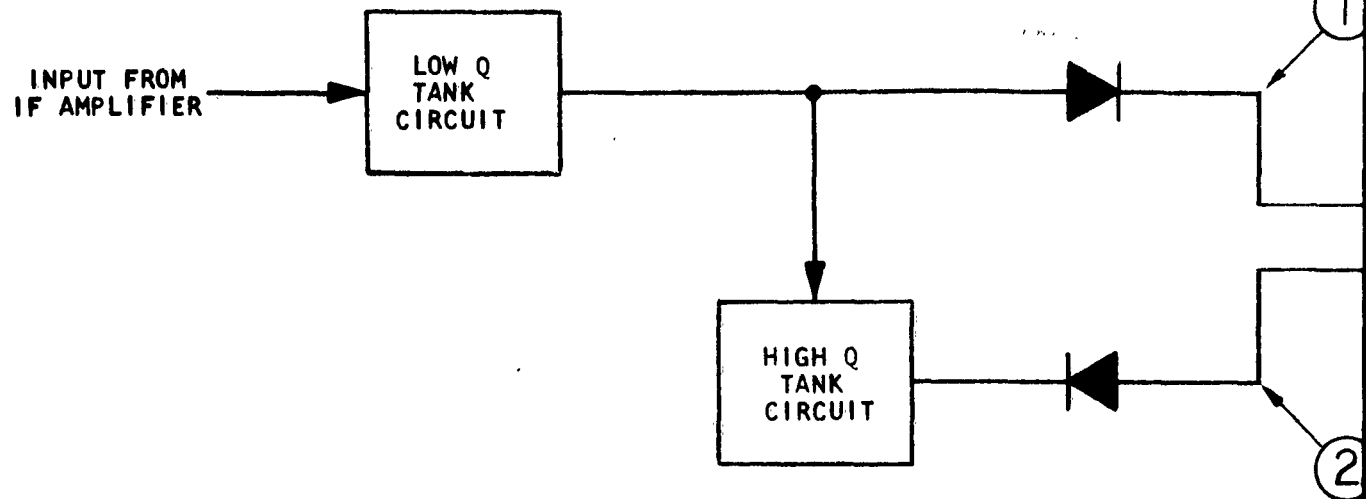 INPUT FROM
IF AMPLIFIER
LOW Q
TANK
CIRCUIT
1
HIGH Q
TANK
CIRCUIT
2